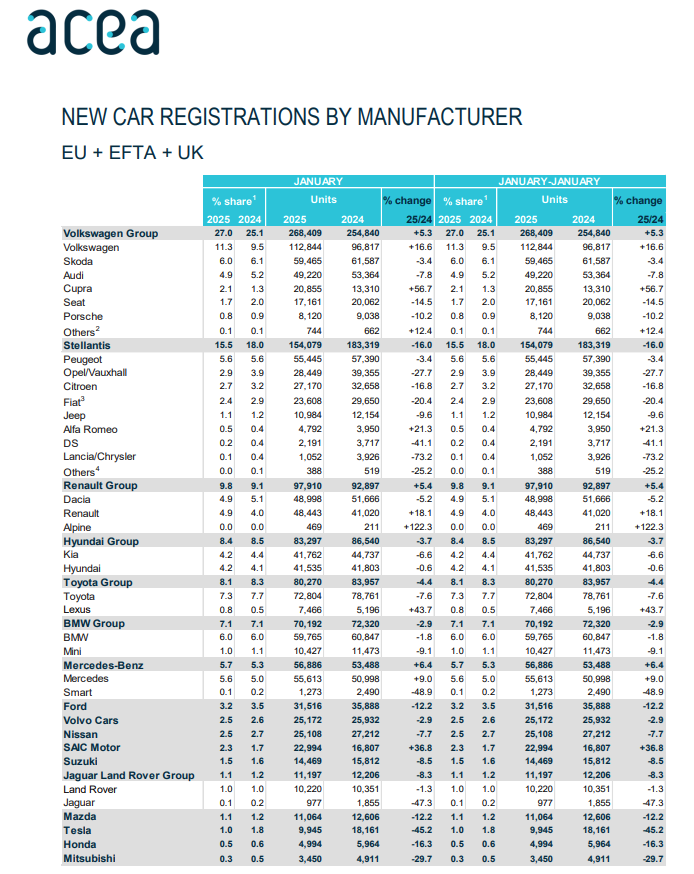 acea
NEW CAR REGISTRATIONS BY MANUFACTURER
EU + EFTA + UK
JANUARY JANUARY-JANUARY
% share¹ Units % change % share¹ Units % change
2025 2024 2025 2024 25/24 2025 2024 2025 2024 25/24
Volkswagen Group 27.0 25.1 268,409 254,840 +5.3 27.0 25.1 268,409 254,840 +5.3
Volkswagen 11.3 9.5 112,844 96,817 +16.6 11.3 9.5 112,844 96,817 +16.6
Skoda 6.0 6.1 59,465 61,587 -3.4 6.0 6.1 59,465 61,587 -3.4
Audi 4.9 5.2 49,220 53,364 -7.8 4.9 5.2 49,220 53,364 -7.8
Cupra 2.1 1.3 20,855 13,310 +56.7 2.1 1.3 20,855 13,310 +56.7
Seat 1.7 2.0 17,161 20,062 -14.5 1.7 2.0 17,161 20,062 -14.5
Porsche 0.8 0.9 8,120 9,038 -10.2 0.8 0.9 8,120 9,038 -10.2
Others² 0.1 0.1 744 662 +12.4 0.1 0.1 744 662 +12.4
Stellantis 15.5 18.0 154,079 183,319 -16.0 15.5 18.0 154,079 183,319 -16.0
Peugeot 5.6 5.6 55,445 57,390 -3.4 5.6 5.6 55,445 57,390 -3.4
Opel/Vauxhall 2.9 3.9 28,449 39,355 -27.7 2.9 3.9 28,449 39,355 -27.7
Citroen 2.7 3.2 27,170 32,658 -16.8 2.7 3.2 27,170 32,658 -16.8
Fiat³ 2.4 2.9 23,608 29,650 -20.4 2.4 2.9 23,608 29,650 -20.4
Jeep 1.1 1.2 10,984 12,154 -9.6 1.1 1.2 10,984 12,154 -9.6
Alfa Romeo 0.5 0.4 4,792 3,950 +21.3 0.5 0.4 4,792 3,950 +21.3
DS 0.2 0.4 2,191 3,717 -41.1 0.2 0.4 2,191 3,717 -41.1
Lancia/Chrysler 0.1 0.4 1,052 3,926 -73.2 0.1 0.4 1,052 3,926 -73.2
Others⁴ 0.0 0.1 388 519 -25.2 0.0 0.1 388 519 -25.2
Renault Group 9.8 9.1 97,910 92,897 +5.4 9.8 9.1 97,910 92,897 +5.4
Dacia 4.9 5.1 48,998 51,666 -5.2 4.9 5.1 48,998 51,666 -5.2
Renault 4.9 4.0 48,443 41,020 +18.1 4.9 4.0 48,443 41,020 +18.1
Alpine 0.0 0.0 469 211 +122.3 0.0 0.0 469 211 +122.3
Hyundai Group 8.4 8.5 83,297 86,540 -3.7 8.4 8.5 83,297 86,540 -3.7
Kia 4.2 4.4 41,762 44,737 -6.6 4.2 4.4 41,762 44,737 -6.6
Hyundai 4.2 4.1 41,535 41,803 -0.6 4.2 4.1 41,535 41,803 -0.6
Toyota Group 8.1 8.3 80,270 83,957 -4.4 8.1 8.3 80,270 83,957 -4.4
Toyota 7.3 7.7 72,804 78,761 -7.6 7.3 7.7 72,804 78,761 -7.6
Lexus 0.8 0.5 7,466 5,196 +43.7 0.8 0.5 7,466 5,196 +43.7
BMW Group 7.1 7.1 70,192 72,320 -2.9 7.1 7.1 70,192 72,320 -2.9
BMW 6.0 6.0 59,765 60,847 -1.8 6.0 6.0 59,765 60,847 -1.8
Mini 1.0 1.1 10,427 11,473 -9.1 1.0 1.1 10,427 11,473 -9.1
Mercedes-Benz 5.7 5.3 56,886 53,488 +6.4 5.7 5.3 56,886 53,488 +6.4
Mercedes 5.6 5.0 55,613 50,998 +9.0 5.6 5.0 55,613 50,998 +9.0
Smart 0.1 0.2 1,273 2,490 -48.9 0.1 0.2 1,273 2,490 -48.9
Ford 3.2 3.5 31,516 35,888 -12.2 3.2 3.5 31,516 35,888 -12.2
Volvo Cars 2.5 2.6 25,172 25,932 -2.9 2.5 2.6 25,172 25,932 -2.9
Nissan 2.5 2.7 25,108 27,212 -7.7 2.5 2.7 25,108 27,212 -7.7
SAIC Motor 2.3 1.7 22,994 16,807 +36.8 2.3 1.7 22,994 16,807 +36.8
Suzuki 1.5 1.6 14,469 15,812 -8.5 1.5 1.6 14,469 15,812 -8.5
Jaguar Land Rover Group 1.1 1.2 11,197 12,206 -8.3 1.1 1.2 11,197 12,206 -8.3
Land Rover 1.0 1.0 10,220 10,351 -1.3 1.0 1.0 10,220 10,351 -1.3
Jaguar 0.1 0.2 977 1,855 -47.3 0.1 0.2 977 1,855 -47.3
Mazda 1.1 1.2 11,064 12,606 -12.2 1.1 1.2 11,064 12,606 -12.2
Tesla 1.0 1.8 9,945 18,161 -45.2 1.0 1.8 9,945 18,161 -45.2
Honda 0.5 0.6 4,994 5,964 -16.3 0.5 0.6 4,994 5,964 -16.3
Mitsubishi 0.3 0.5 3,450 4,911 -29.7 0.3 0.5 3,450 4,911 -29.7